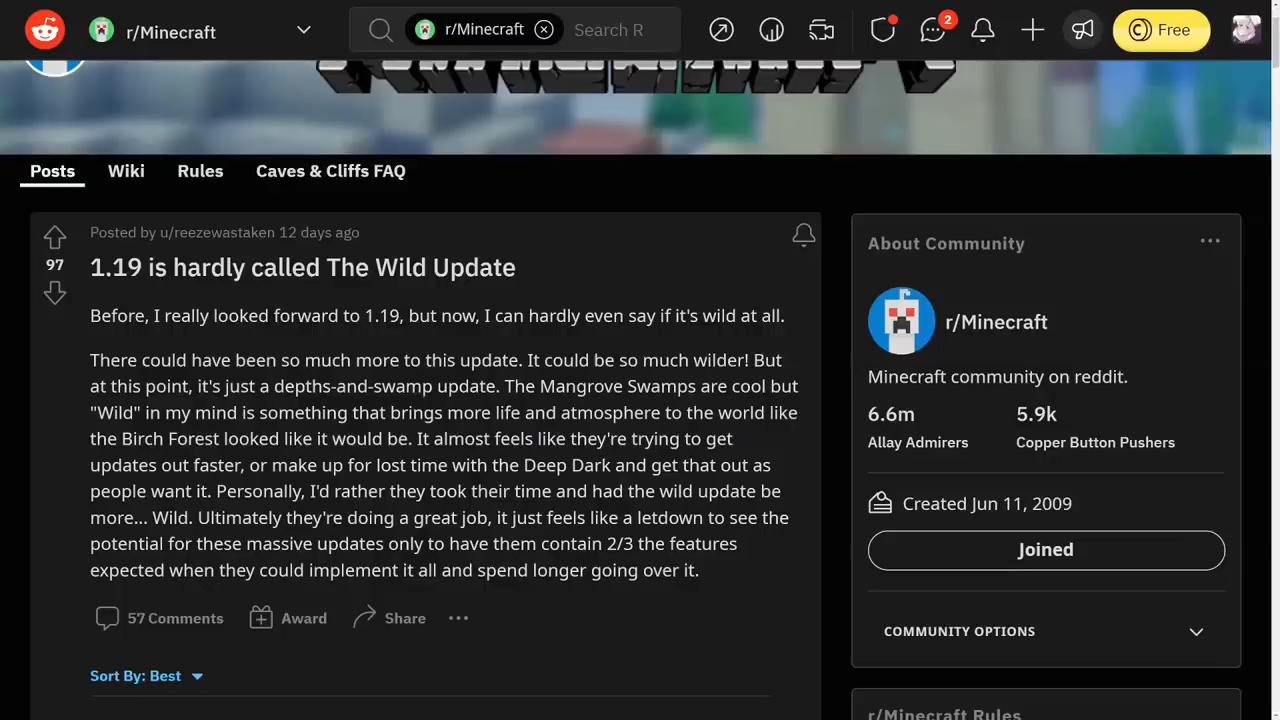 r/Minecraft
r/Minecraft
Search R
2
Free
Posts
Wiki
Rules
Caves & Cliffs FAQ
Posted by u/reezewastaken 12 days ago
97
1.19 is hardly called The Wild Update
Before, I really looked forward to 1.19, but now, I can hardly even say if it's wild at all.
There could have been so much more to this update. It could be so much wilder! But
at this point, it's just a depths-and-swamp update. The Mangrove Swamps are cool but
"Wild" in my mind is something that brings more life and atmosphere to the world like
the Birch Forest looked like it would be. It almost feels like they're trying to get
updates out faster, or make up for lost time with the Deep Dark and get that out as
people want it. Personally, I'd rather they took their time and had the wild update be
more... Wild. Ultimately they're doing a great job, it just feels like a letdown to see the
potential for these massive updates only to have them contain 2/3 the features
expected when they could implement it all and spend longer going over it.
57 Comments
Award
Share
Sort By: Best
About Community
r/Minecraft
Minecraft community on reddit.
6.6m
5.9k
Allay Admirers
Copper Button Pushers
Created Jun 11, 2009
Joined
COMMUNITY OPTIONS
r/Minecraft Rules